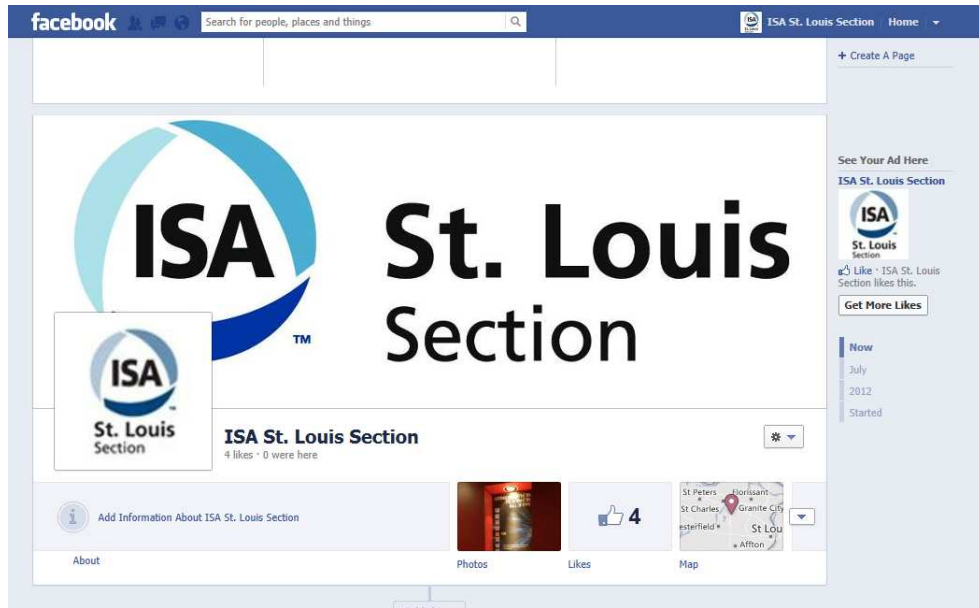 facebook
Search for people, places and things
ISA St. Louis Section
Home
+ Create A Page
ISA
St. Louis
Section
TM
ISA
St. Louis
Section
ISA St. Louis Section
4 likes · 0 were here
Add Information About ISA St. Louis Section
About
Photos
4
Likes
St Peters
Florissant
St Charles
Granite City
esterfield
St Lou
Affton
Map
See Your Ad Here
ISA St. Louis Section
ISA
St. Louis
Section
Like · ISA St. Louis
Section likes this.
Get More Likes
Now
July
2012
Started